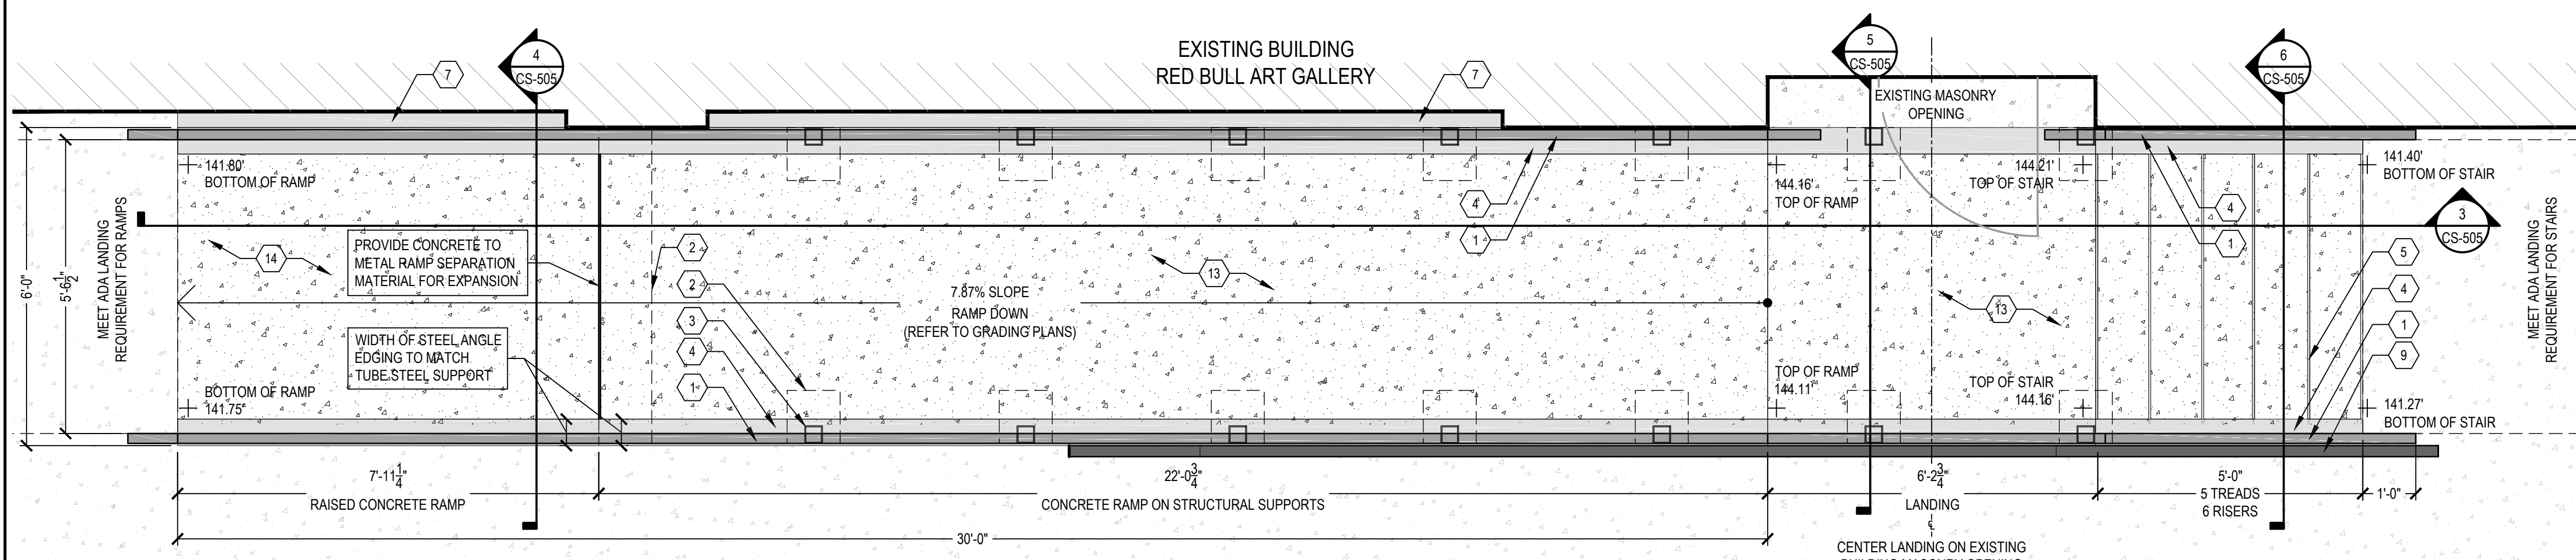 EXISTING BUILDING
RED BULL ART GALLERY
4
CS-505
5
CS-505
6
CS-505
7
7
EXISTING MASONRY
OPENING
141.80'
BOTTOM OF RAMP
144.16'
TOP OF RAMP
144.21'
TOP OF STAIR
141.40'
BOTTOM OF STAIR
4
1
4
1
3
CS-505
6'-0"
5'-6 1/2"
MEET ADA LANDING
REQUIREMENT FOR RAMPS
14
PROVIDE CONCRETE TO
METAL RAMP SEPARATION
MATERIAL FOR EXPANSION
2
2
3
4
1
13
7.87% SLOPE
RAMP DOWN
(REFER TO GRADING PLANS)
13
5
4
1
9
MEET ADA LANDING
REQUIREMENT FOR STAIRS
WIDTH OF STEEL ANGLE
EDGING TO MATCH
TUBE STEEL SUPPORT
BOTTOM OF RAMP
141.75'
TOP OF RAMP
144.11'
TOP OF STAIR
144.16'
141.27'
BOTTOM OF STAIR
7'-11 1/4"
RAISED CONCRETE RAMP
22'-0 3/4"
CONCRETE RAMP ON STRUCTURAL SUPPORTS
6'-2 3/4"
LANDING
5'-0"
5 TREADS
6 RISERS
1'-0"
30'-0"
℄
CENTER LANDING ON EXISTING